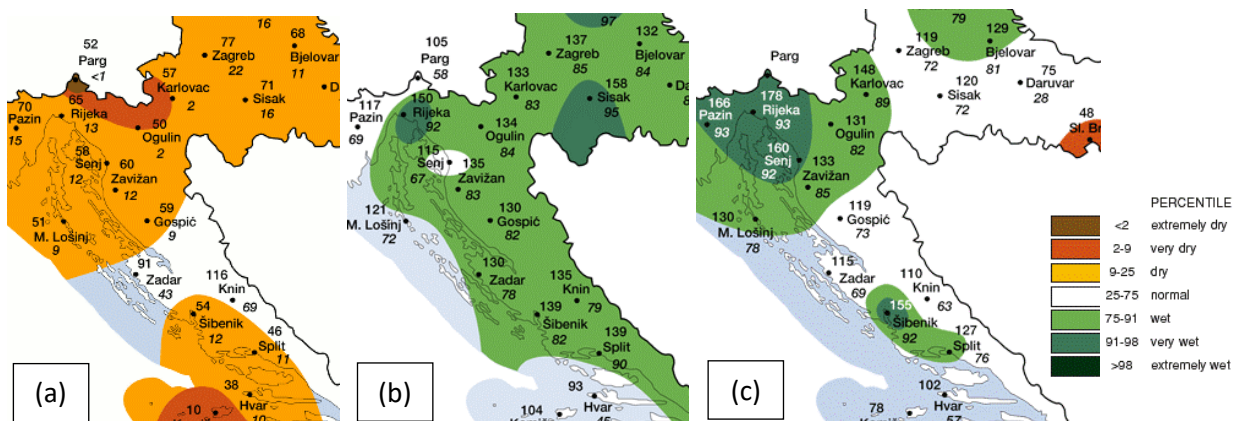 16
52
Parg
<1
77
Zagreb
22
68
Bjelovar
11
57
Karlovac
2
71
Sisak
16
D
70
Pazin
15
65
Rijeka
13
50
Ogulin
2
58
Senj
12
60
Zavižan
12
59
Gospić
9
51
M. Lošinj
9
91
Zadar
43
116
Knin
69
54
Šibenik
12
46
Split
11
38
Hvar
10
10
(a)
97
105
Parg
58
137
Zagreb
85
132
Bjelovar
84
133
Karlovac
83
158
Sisak
95
Da
8
117
Pazin
69
150
Rijeka
92
134
Ogulin
84
115
Senj
67
135
Zavižan
83
130
Gospić
82
121
M. Lošinj
72
130
Zadar
78
135
Knin
79
139
Šibenik
82
139
Split
90
93
Hvar
45
104
(b)
79
Parg
119
Zagreb
72
129
Bjelovar
81
148
Karlovac
89
120
Sisak
72
75
Daruvar
28
48
Sl. Br
166
Pazin
93
178
Rijeka
93
131
Ogulin
82
160
Senj
92
133
Zavižan
85
119
Gospić
73
130
M. Lošinj
78
115
Zadar
69
110
Knin
63
155
Šibenik
92
127
Split
76
102
Hvar
57
78
(c)
PERCENTILE
<2 extremely dry
2-9 very dry
9-25 dry
25-75 normal
75-91 wet
91-98 very wet
>98 extremely wet